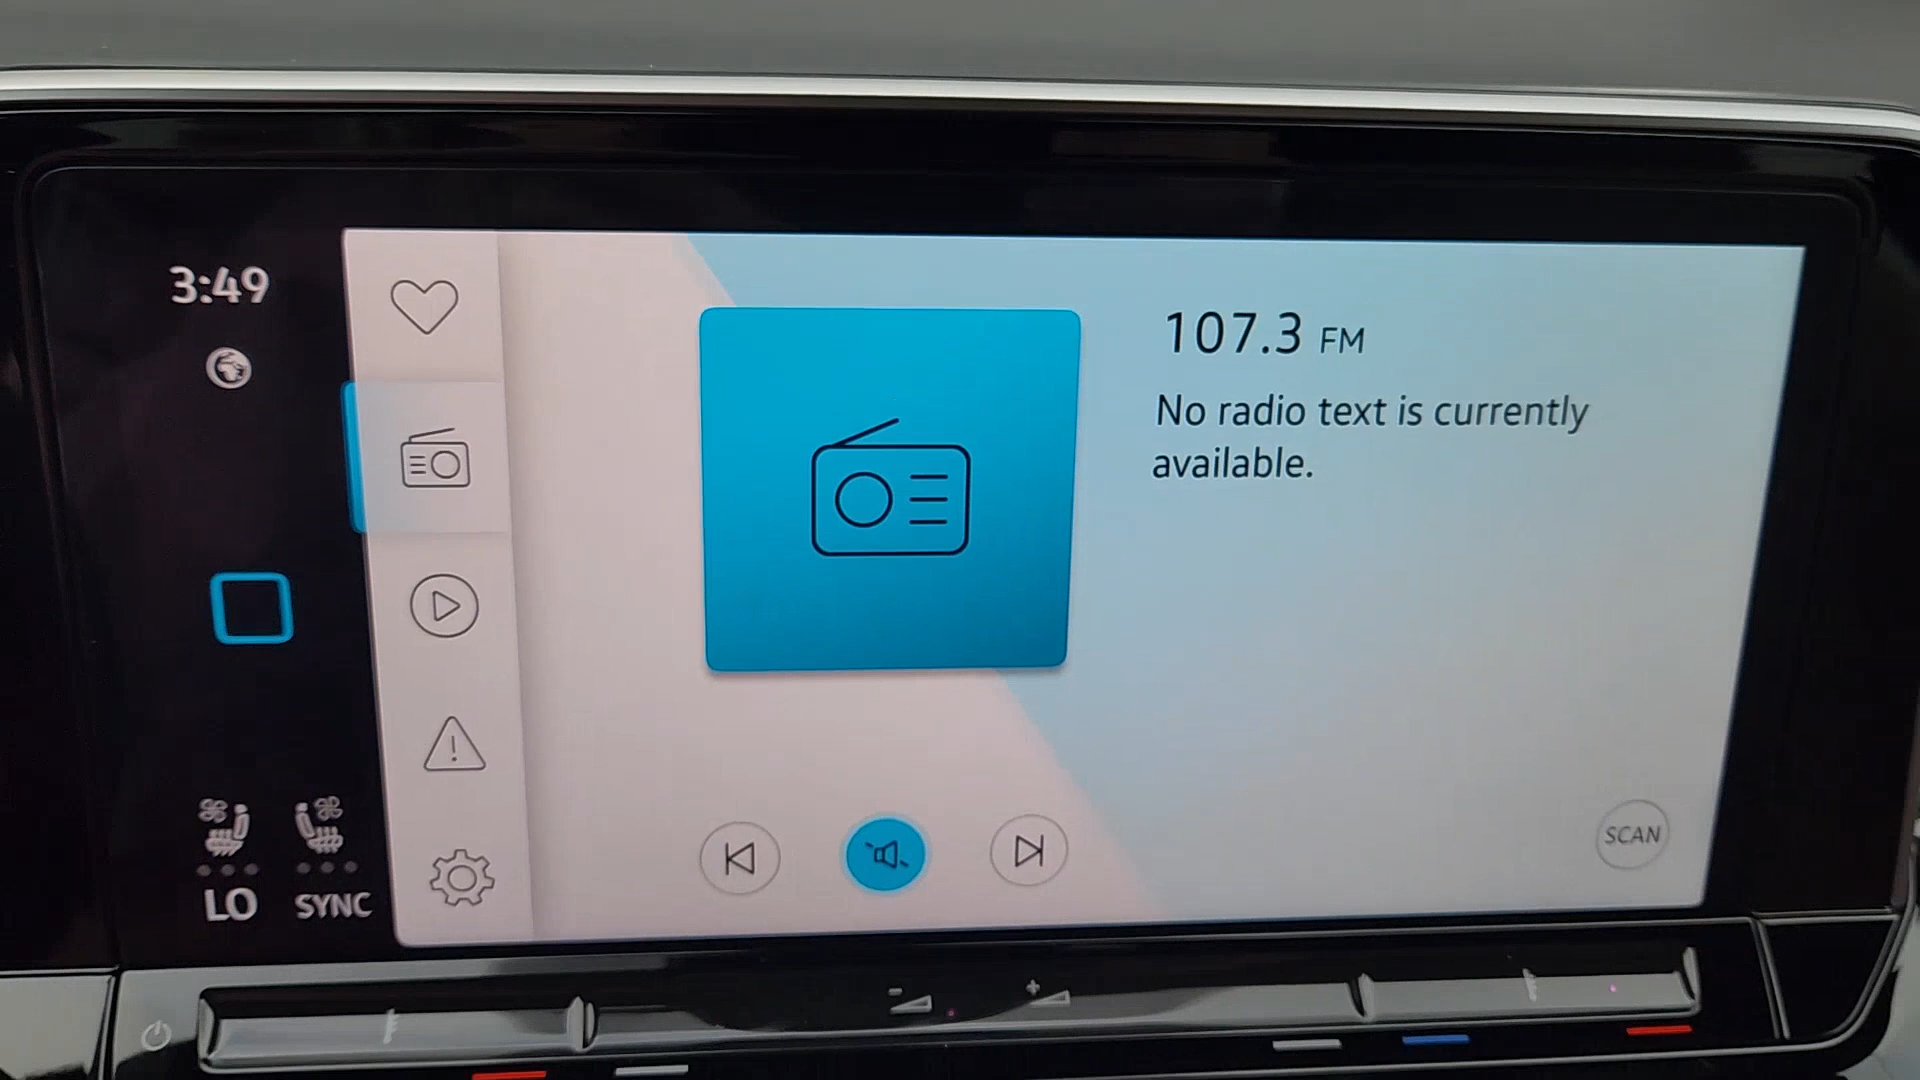 3:49
107.3 FM
No radio text is currently
available.
SCAN
LO SYNC